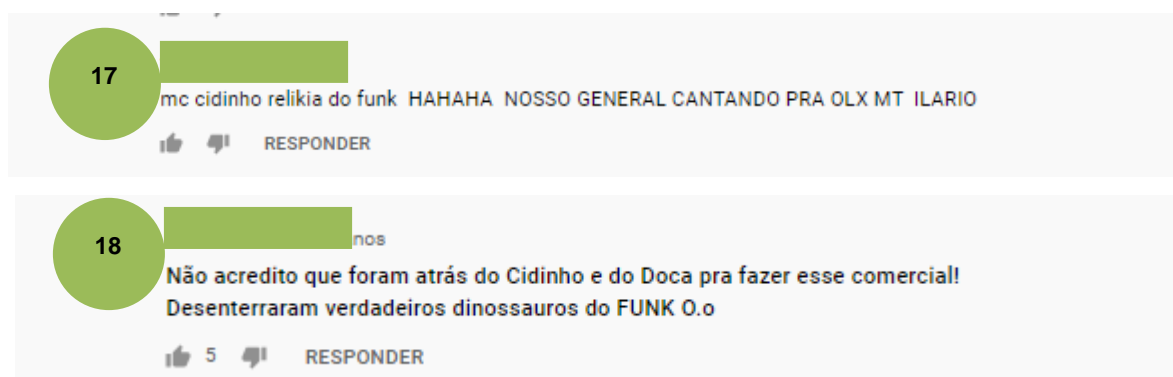 17
mc cidinho relikia do funk HAHAHA NOSSO GENERAL CANTANDO PRA OLX MT ILARIO
RESPONDER
18
nos
Não acredito que foram atrás do Cidinho e do Doca pra fazer esse comercial!
Desenterraram verdadeiros dinossauros do FUNK O.o
5 RESPONDER